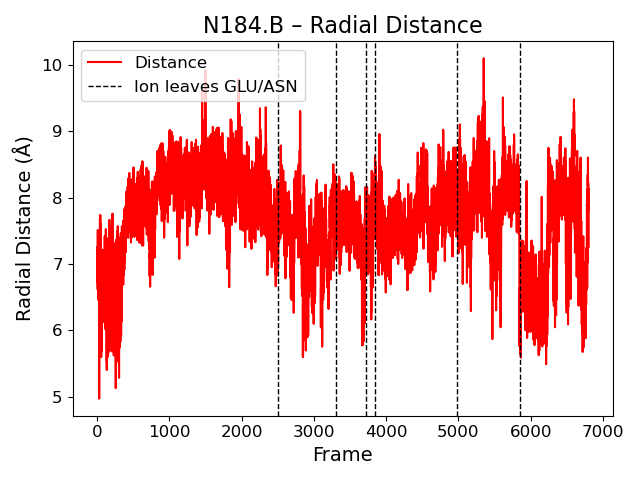 N184.B – Radial Distance
Distance
Ion leaves GLU/ASN
Radial Distance (Å)
10
9
8
7
6
5
0 1000 2000 3000 4000 5000 6000 7000
Frame